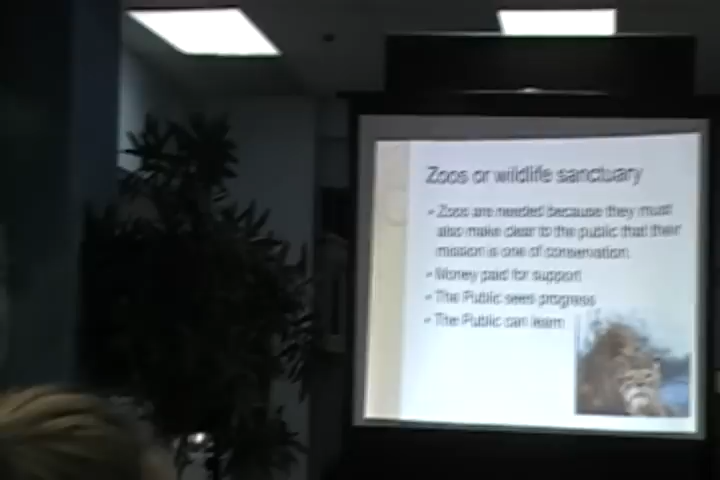 Zoos or wildlife sanctuary
- Zoos are needed because they must
also make clear to the public that their
mission is one of conservation.
- Money paid for support
- The Public sees progress
- The Public can learn